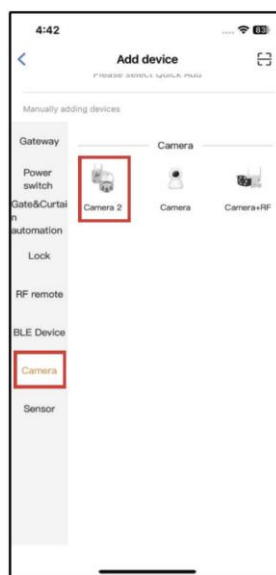 4:42
83
Add device
Please select Quick Add
Manually adding devices
Gateway
Camera
Power
switch
Gate&Curtai
n
automation
Camera 2
Camera
Camera+RF
Lock
RF remote
BLE Device
Camera
Sensor